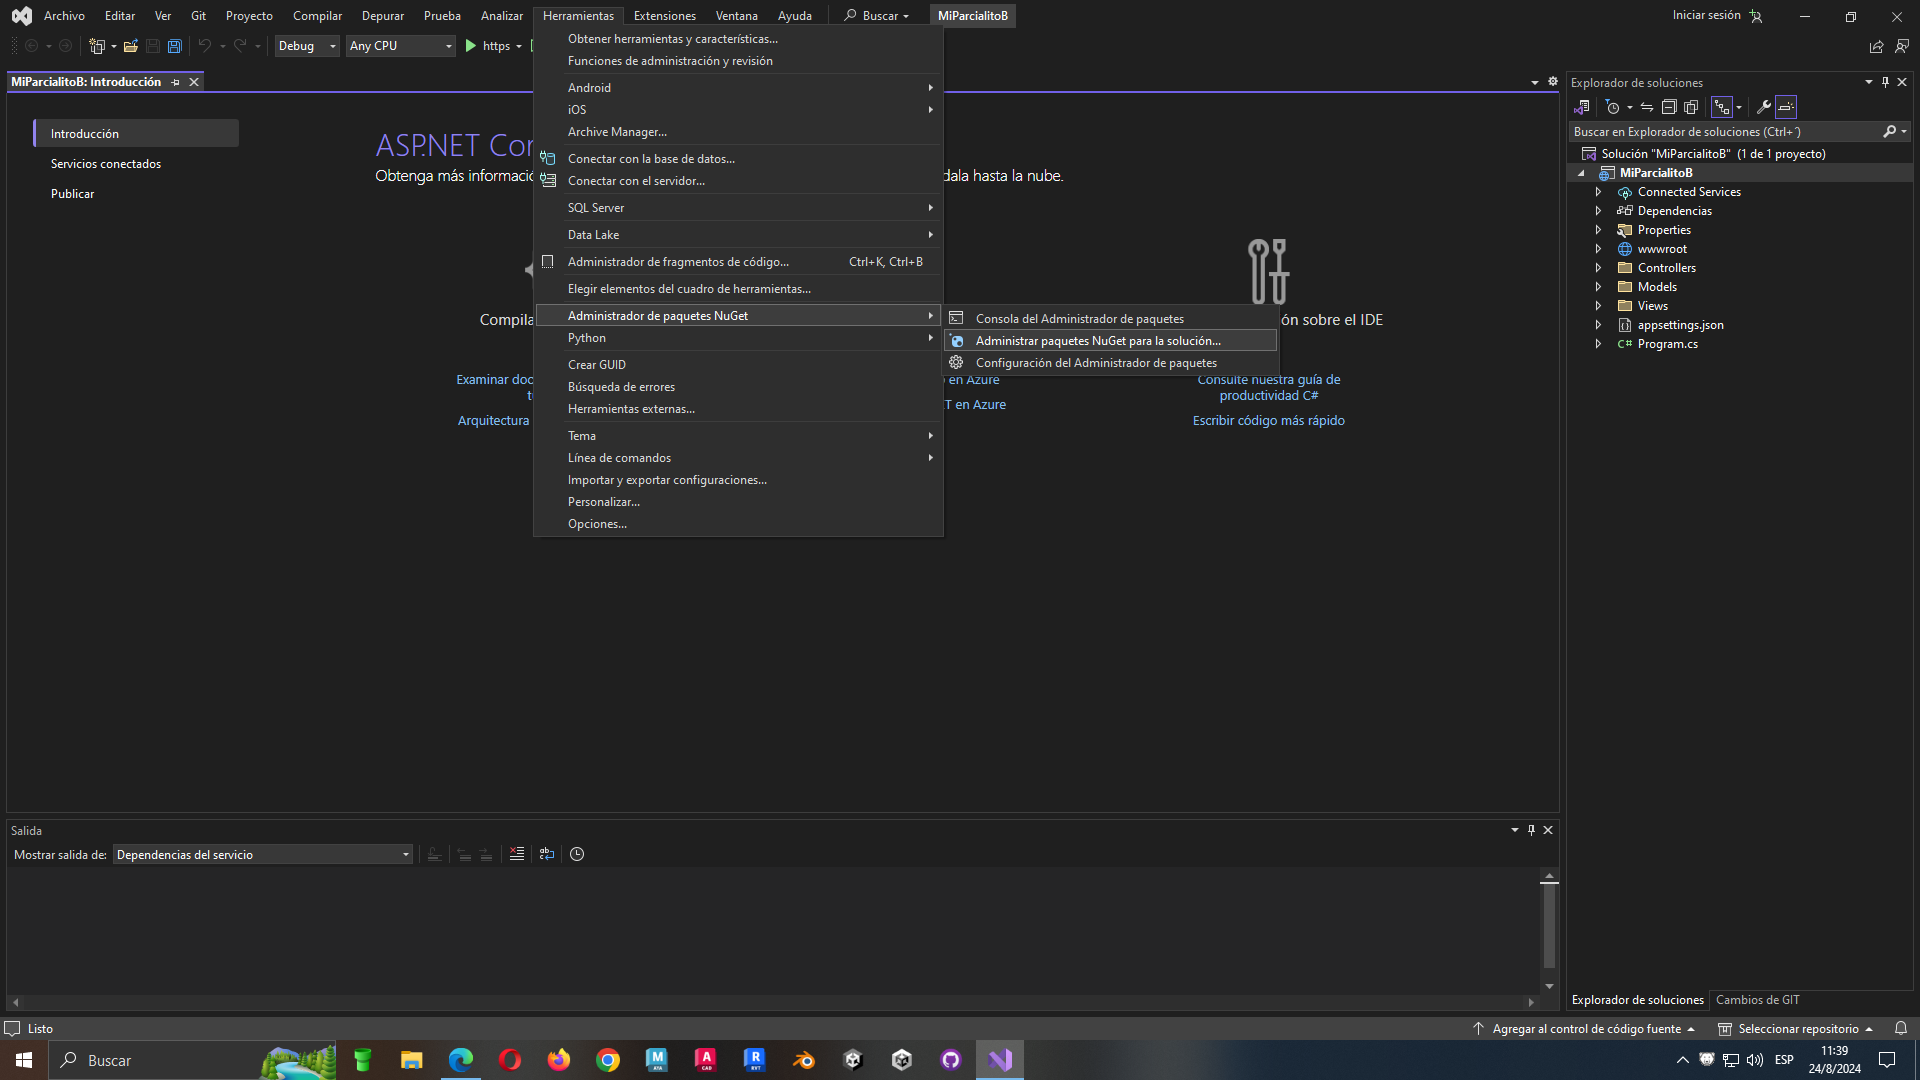 Archivo Editar Ver Git Proyecto Compilar Depurar Prueba Analizar Herramientas Extensiones Ventana Ayuda Buscar MiParcialitoB Iniciar sesión
Debug Any CPU https
MiParcialitoB: Introducción
Introducción
Servicios conectados
Publicar
ASP.NET Cor
Obtenga más informació
dala hasta la nube.
Compila
ón sobre el IDE
Examinar doc
Arquitectura
en Azure
T en Azure
Consulte nuestra guía de
productividad C#
Escribir código más rápido
Obtener herramientas y características...
Funciones de administración y revisión
Android
iOS
Archive Manager...
Conectar con la base de datos...
Conectar con el servidor...
SQL Server
Data Lake
Administrador de fragmentos de código... Ctrl+K, Ctrl+B
Elegir elementos del cuadro de herramientas...
Administrador de paquetes NuGet
Python
Crear GUID
Búsqueda de errores
Herramientas externas...
Tema
Línea de comandos
Importar y exportar configuraciones...
Personalizar...
Opciones...
Consola del Administrador de paquetes
Administrar paquetes NuGet para la solución...
Configuración del Administrador de paquetes
Explorador de soluciones
Buscar en Explorador de soluciones (Ctrl+´)
Solución "MiParcialitoB" (1 de 1 proyecto)
MiParcialitoB
Connected Services
Dependencias
Properties
wwwroot
Controllers
Models
Views
appsettings.json
C# Program.cs
Salida
Mostrar salida de: Dependencias del servicio
Explorador de soluciones Cambios de GIT
Listo
Agregar al control de código fuente Seleccionar repositorio
Buscar
ESP
11:39
24/8/2024